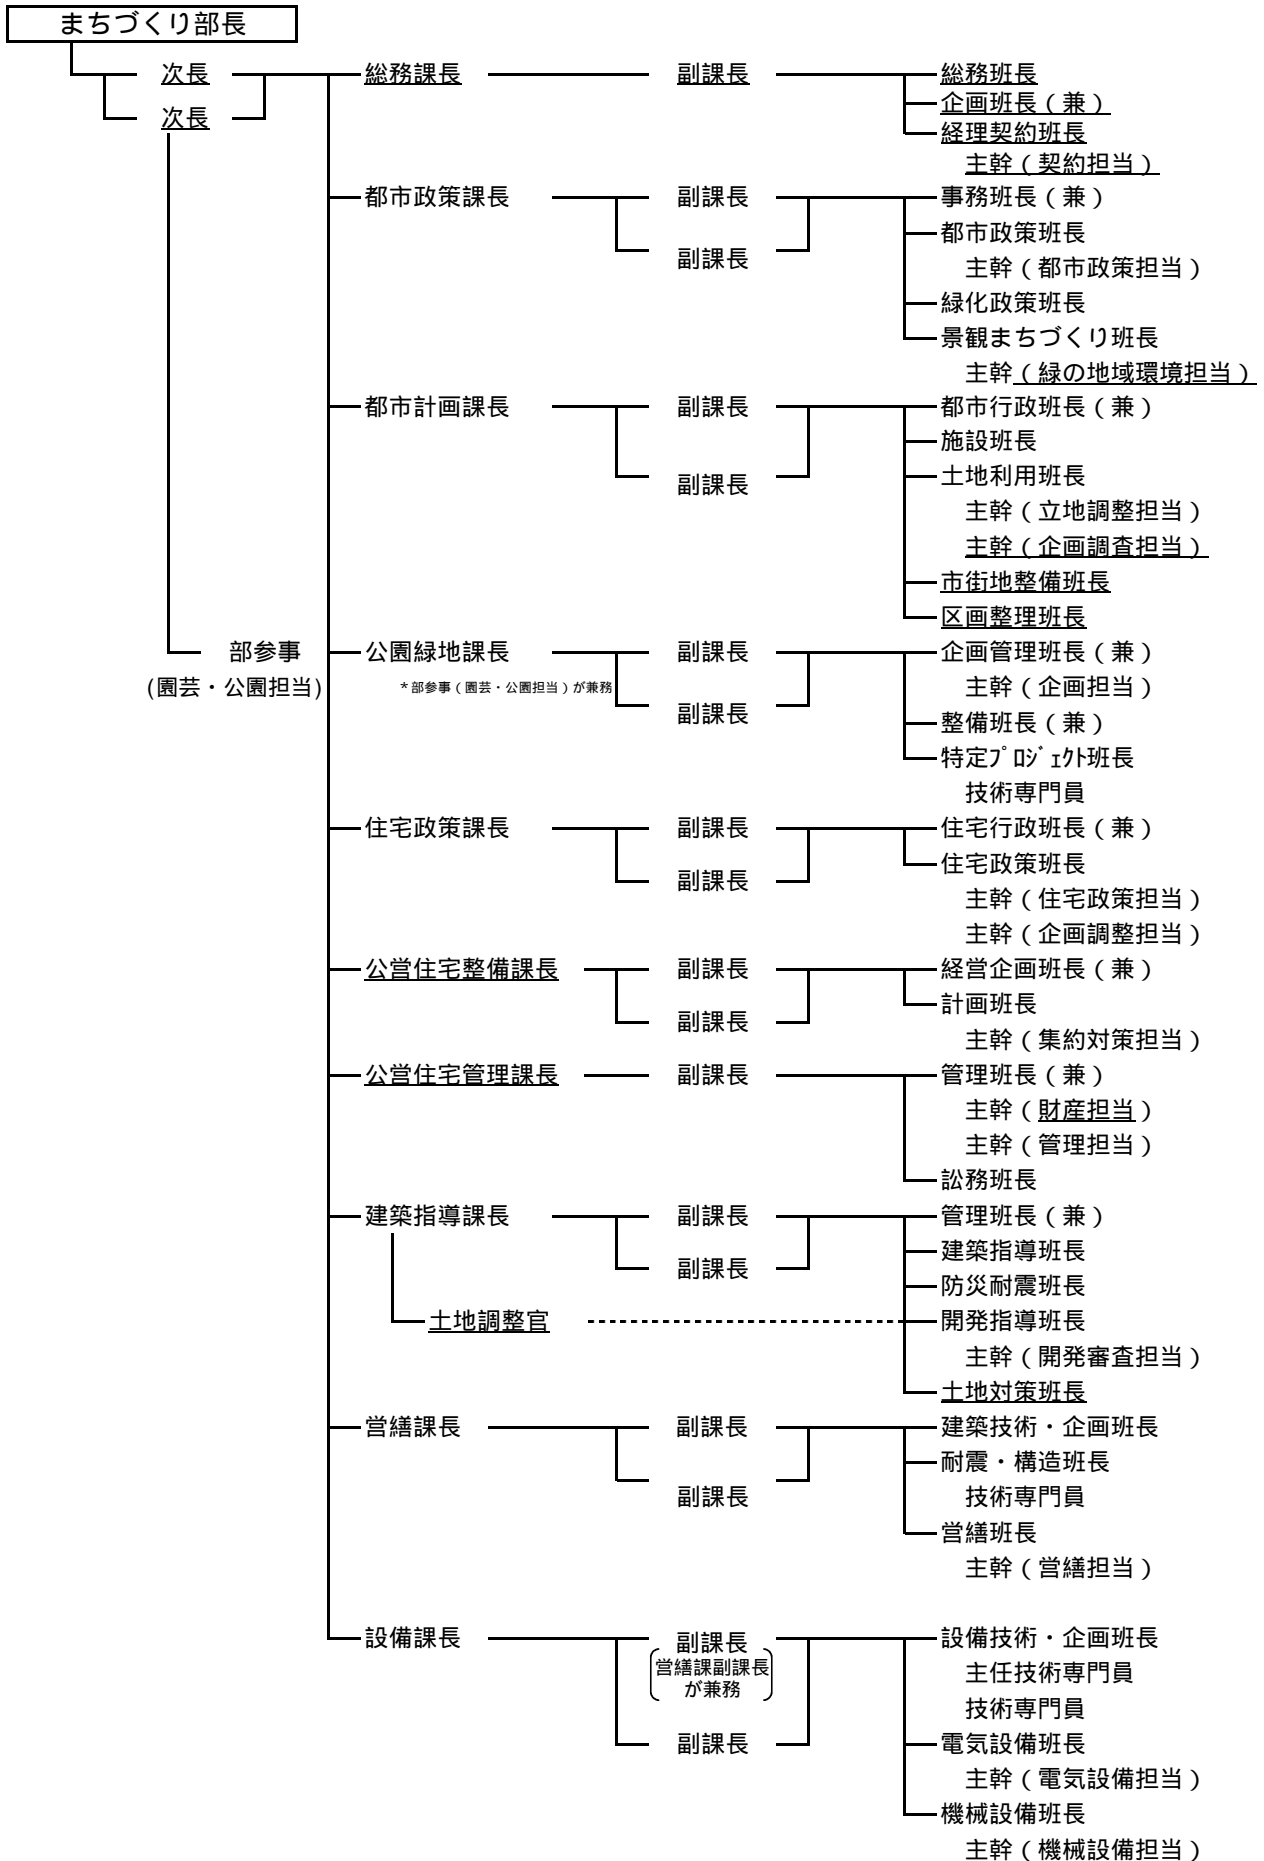 まちづくり部長
次長 総務課長 副課長 総務班長
次長 企画班長（兼）
経理契約班長
主幹（契約担当）
都市政策課長 副課長 事務班長（兼）
副課長 都市政策班長
主幹（都市政策担当）
緑化政策班長
景観まちづくり班長
主幹（緑の地域環境担当）
都市計画課長 副課長 都市行政班長（兼）
施設班長
副課長 土地利用班長
主幹（立地調整担当）
主幹（企画調査担当）
市街地整備班長
区画整理班長
部参事 公園緑地課長 副課長 企画管理班長（兼）
(園芸・公園担当) *部参事（園芸・公園担当）が兼務 主幹（企画担当）
副課長 整備班長（兼）
特定ﾌﾟﾛｼﾞｪｸﾄ班長
技術専門員
住宅政策課長 副課長 住宅行政班長（兼）
副課長 住宅政策班長
主幹（住宅政策担当）
主幹（企画調整担当）
公営住宅整備課長 副課長 経営企画班長（兼）
副課長 計画班長
主幹（集約対策担当）
公営住宅管理課長 副課長 管理班長（兼）
主幹（財産担当）
主幹（管理担当）
訟務班長
建築指導課長 副課長 管理班長（兼）
副課長 建築指導班長
防災耐震班長
土地調整官 開発指導班長
主幹（開発審査担当）
土地対策班長
営繕課長 副課長 建築技術・企画班長
耐震・構造班長
副課長 技術専門員
営繕班長
主幹（営繕担当）
設備課長 副課長 設備技術・企画班長
営繕課副課長 主任技術専門員
が兼務 技術専門員
副課長 電気設備班長
主幹（電気設備担当）
機械設備班長
主幹（機械設備担当）